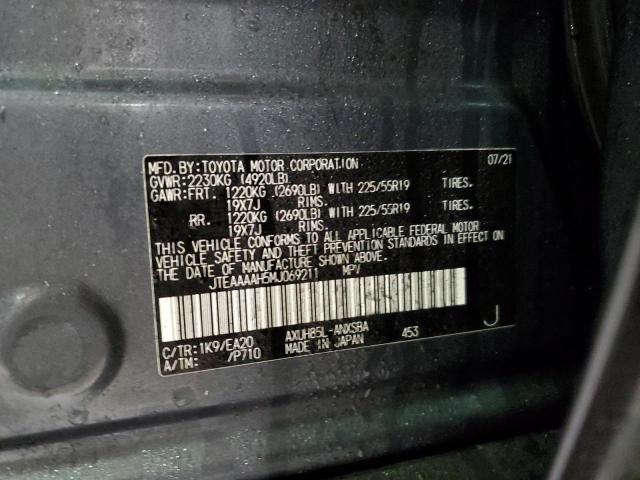 MFD. BY: TOYOTA MOTOR CORPORATION 07/21
GVWR: 2230KG (4920LB)
GAWR: FRT. 1220KG (2690LB) WITH 225/55R19 TIRES.
19X7J RIMS.
RR. 1220KG (2690LB) WITH 225/55R19 TIRES.
19X7J RIMS.
THIS VEHICLE CONFORMS TO ALL APPLICABLE FEDERAL MOTOR
VEHICLE SAFETY AND THEFT PREVENTION STANDARDS IN EFFECT ON
THE DATE OF MANUFACTURE SHOWN ABOVE.
JTEAAAAH5MJ069211 MPV
C/TR: 1K9/EA20 AXUH85L-ANXSBA 453 J
A/TM: /P710 MADE IN JAPAN